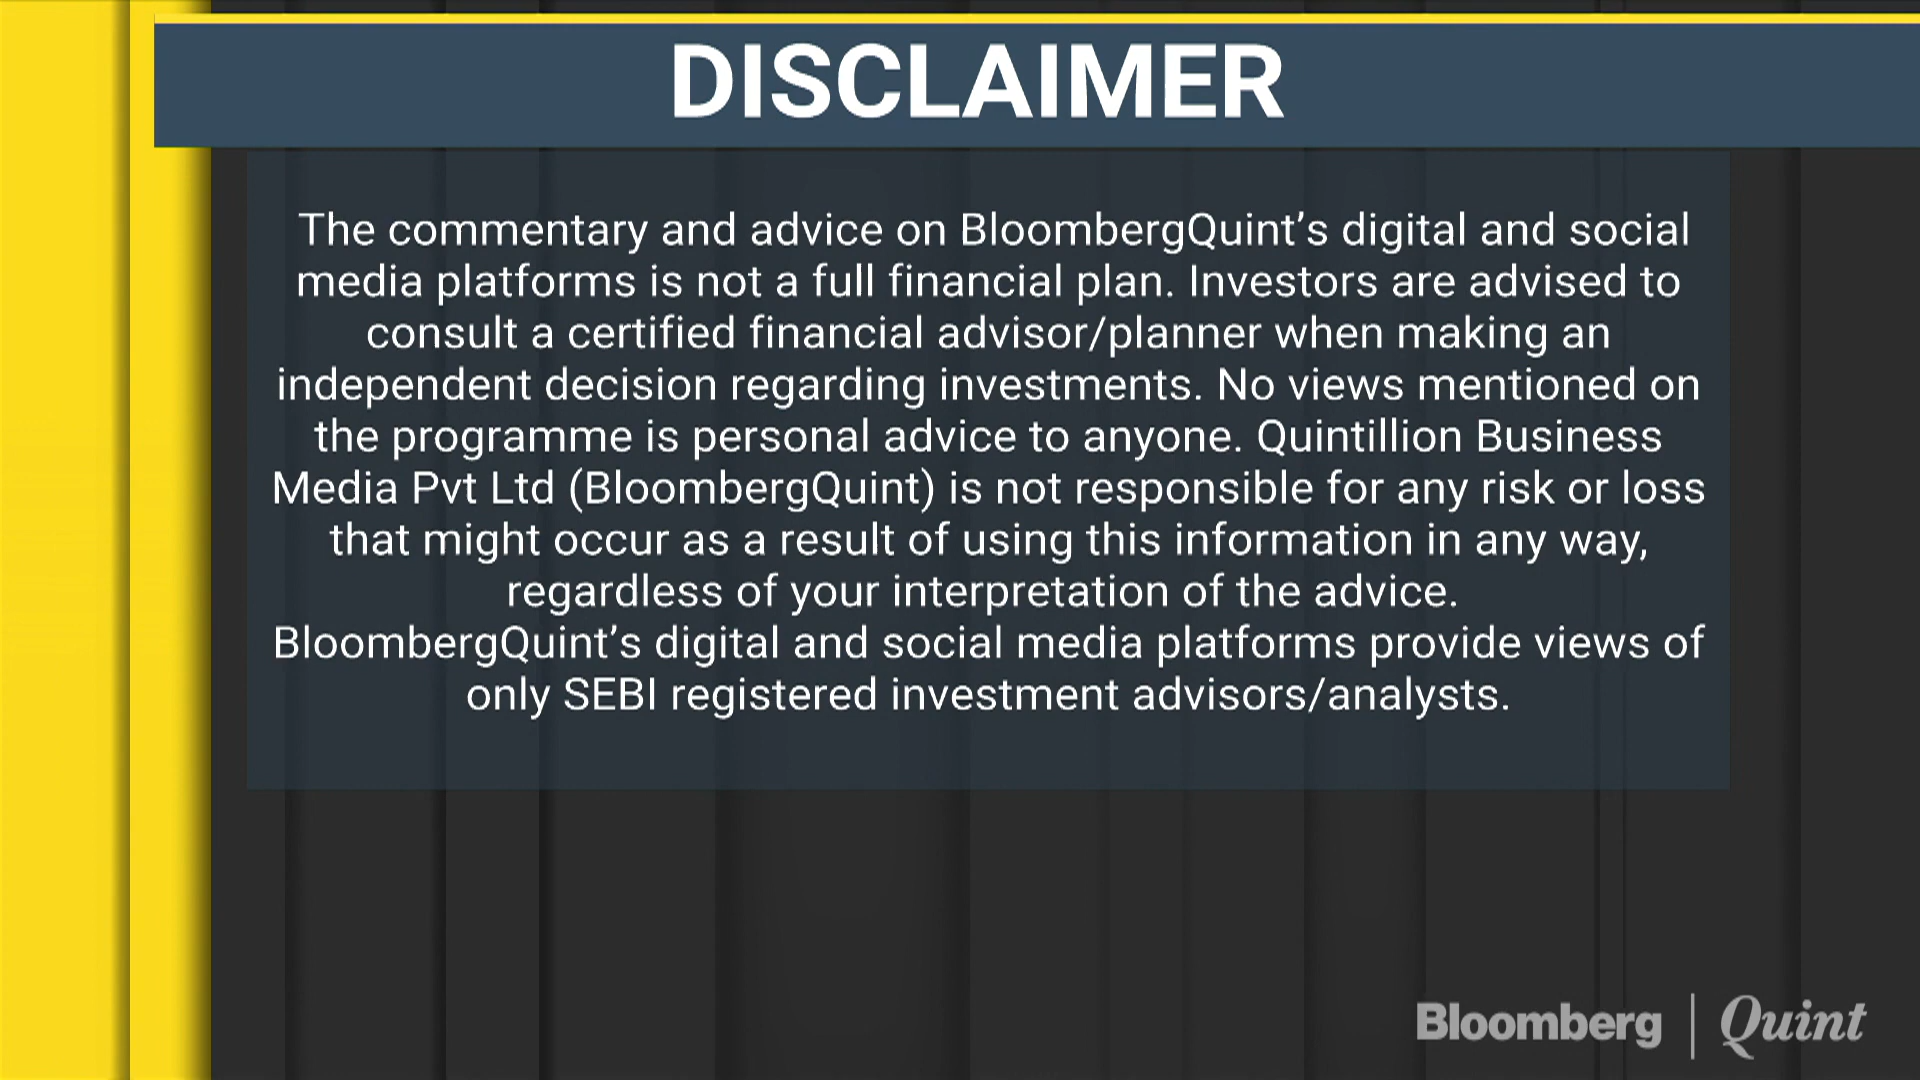 DISCLAIMER
The commentary and advice on BloombergQuint’s digital and social
media platforms is not a full financial plan. Investors are advised to
consult a certified financial advisor/planner when making an
independent decision regarding investments. No views mentioned on
the programme is personal advice to anyone. Quintillion Business
Media Pvt Ltd (BloombergQuint) is not responsible for any risk or loss
that might occur as a result of using this information in any way,
regardless of your interpretation of the advice.
BloombergQuint’s digital and social media platforms provide views of
only SEBI registered investment advisors/analysts.
Bloomberg | Quint